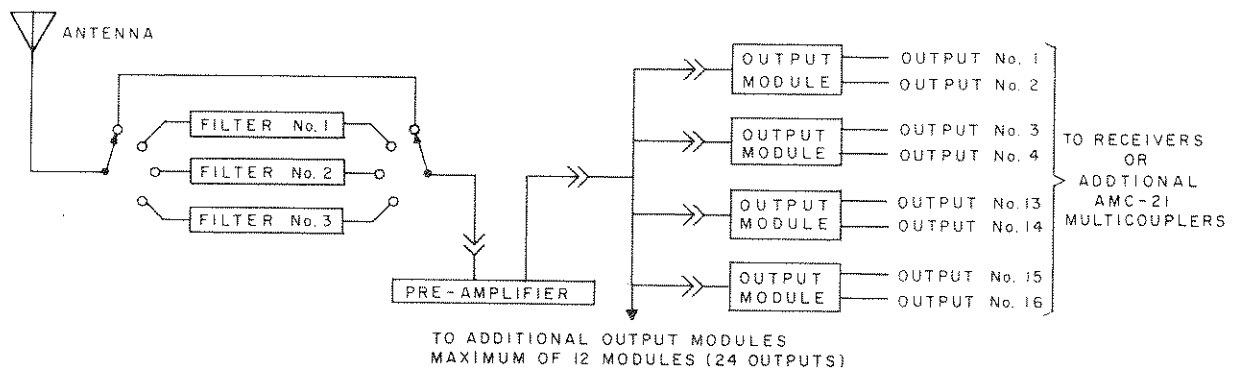 ANTENNA
FILTER No. 1
FILTER No. 2
FILTER No. 3
PRE-AMPLIFIER
OUTPUT
MODULE
OUTPUT No. 1
OUTPUT No. 2
OUTPUT
MODULE
OUTPUT No. 3
OUTPUT No. 4
OUTPUT
MODULE
OUTPUT No. 13
OUTPUT No. 14
OUTPUT
MODULE
OUTPUT No. 15
OUTPUT No. 16
TO RECEIVERS
OR
ADDTIONAL
AMC-21
MULTICOUPLERS
TO ADDITIONAL OUTPUT MODULES
MAXIMUM OF 12 MODULES (24 OUTPUTS)